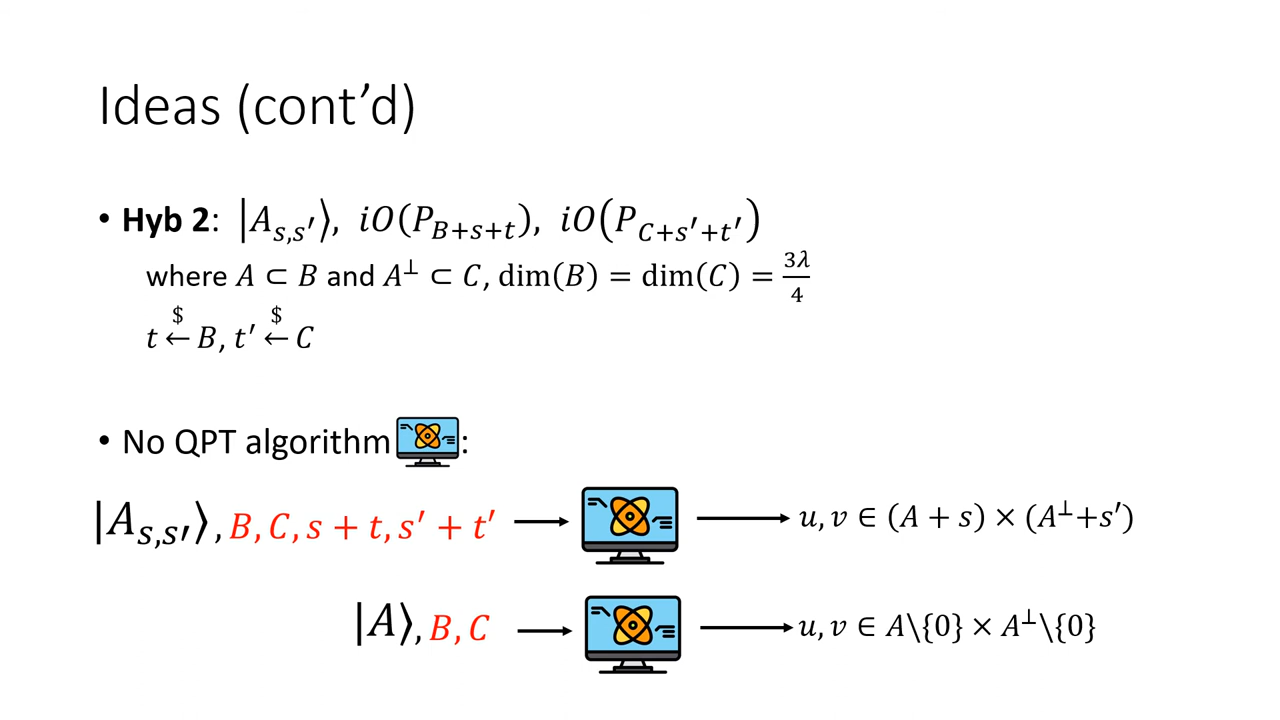 Ideas (cont’d)
• Hyb 2: |A_{s,s′}⟩, iO(P_{B+s+t}), iO(P_{C+s′+t′})
where A ⊂ B and A^⊥ ⊂ C, dim(B) = dim(C) = 3λ/4
t ←$ B, t′ ←$ C
• No QPT algorithm :
|A_{s,s′}⟩, B, C, s + t, s′ + t′ → → u, v ∈ (A + s) × (A^⊥+s′)
|A⟩, B, C → → u, v ∈ A\{0} × A^⊥\{0}